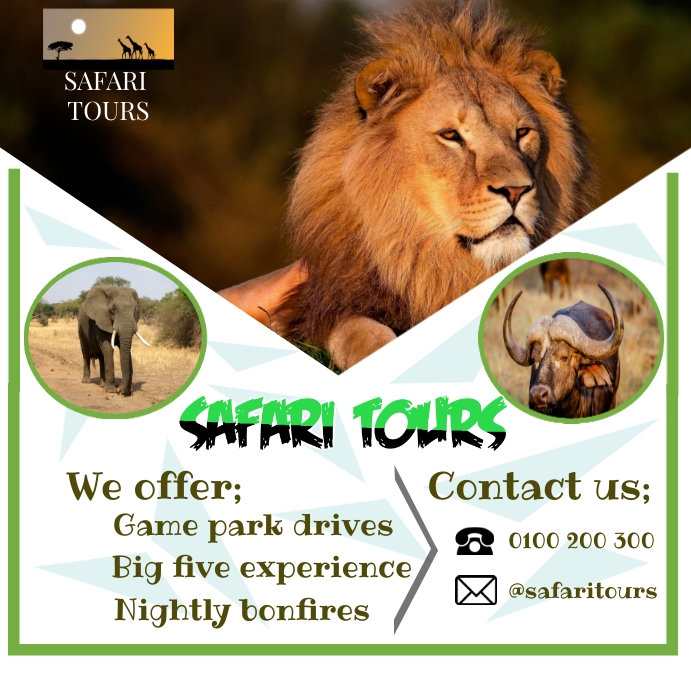 SAFARI
TOURS
SAFARI TOURS
We offer;
Game park drives
Big five experience
Nightly bonfires
Contact us;
0100 200 300
@safaritours